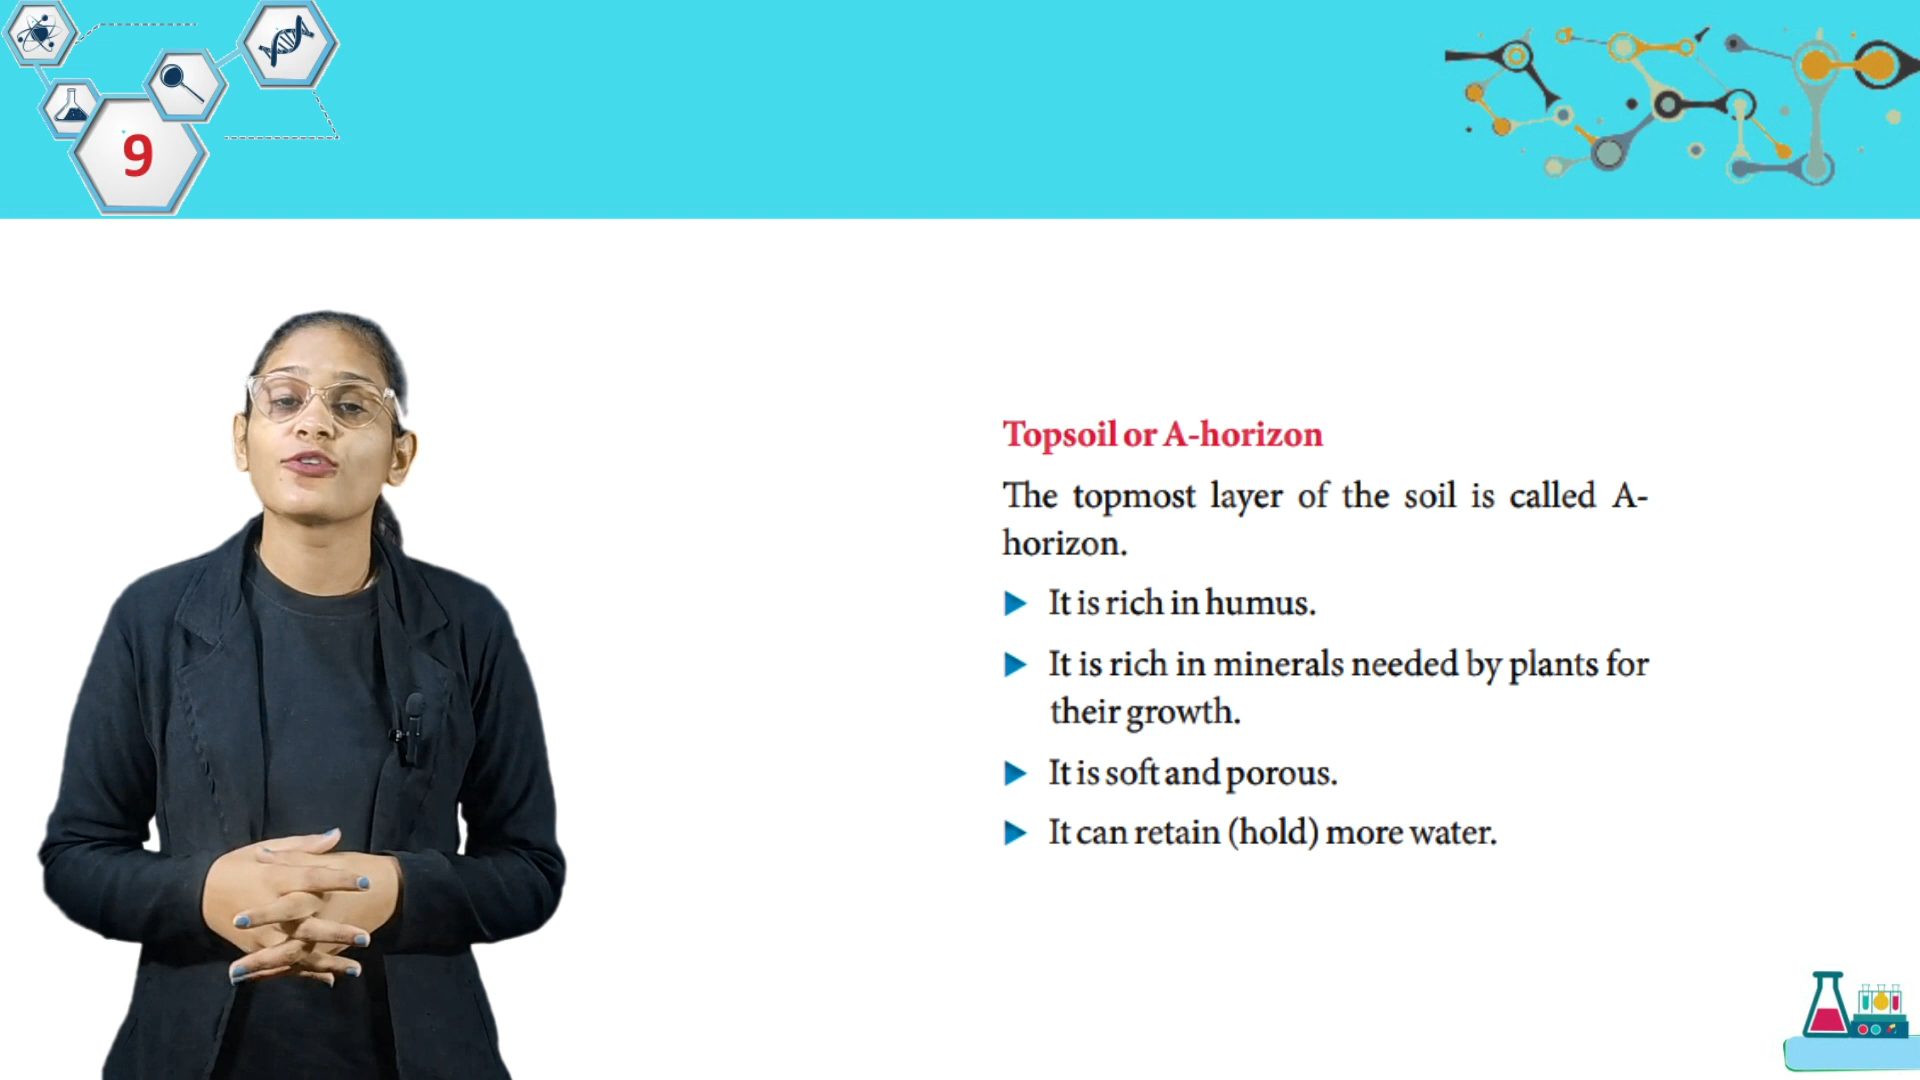 9
Topsoil or A-horizon
The topmost layer of the soil is called A-
horizon.
It is rich in humus.
It is rich in minerals needed by plants for
their growth.
It is soft and porous.
It can retain (hold) more water.